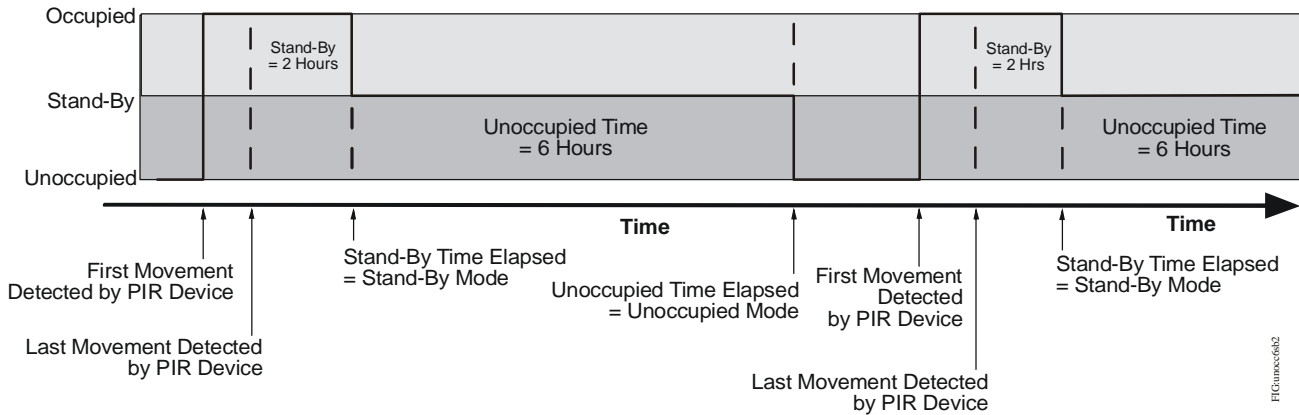 Occupied
Stand-By
= 2 Hours
Stand-By
= 2 Hrs
Stand-By
Unoccupied Time
= 6 Hours
Unoccupied Time
= 6 Hours
Unoccupied
Time
Time
First Movement
Detected by PIR Device
Stand-By Time Elapsed
= Stand-By Mode
Unoccupied Time Elapsed
= Unoccupied Mode
First Movement
Detected
by PIR Device
Stand-By Time Elapsed
= Stand-By Mode
Last Movement Detected
by PIR Device
Last Movement Detected
by PIR Device
FIG:unocc6sh2